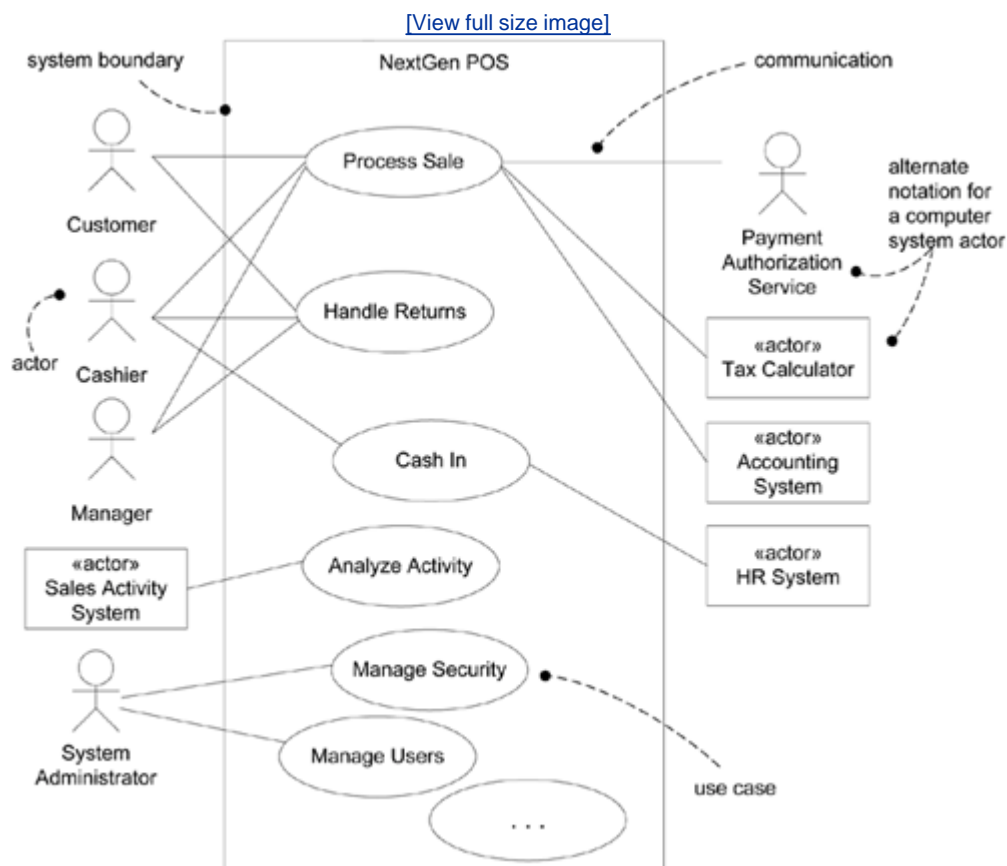 [View full size image]
system boundary
NextGen POS
communication
Process Sale
alternate
notation for
a computer
system actor
Customer
Payment
Authorization
Service
Handle Returns
actor
Cashier
«actor»
Tax Calculator
Cash In
«actor»
Accounting
System
Manager
«actor»
Sales Activity
System
Analyze Activity
«actor»
HR System
Manage Security
System
Administrator
Manage Users
use case
. . .